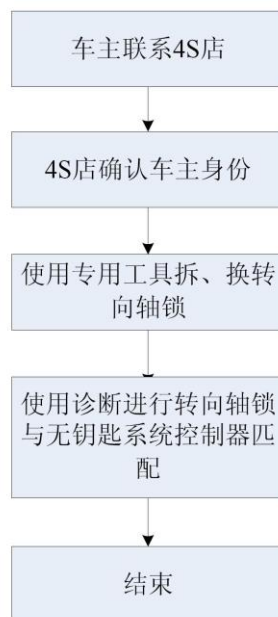 车主联系4S店
4S店确认车主身份
使用专用工具拆、换转
向轴锁
使用诊断进行转向轴锁
与无钥匙系统控制器匹
配
结束